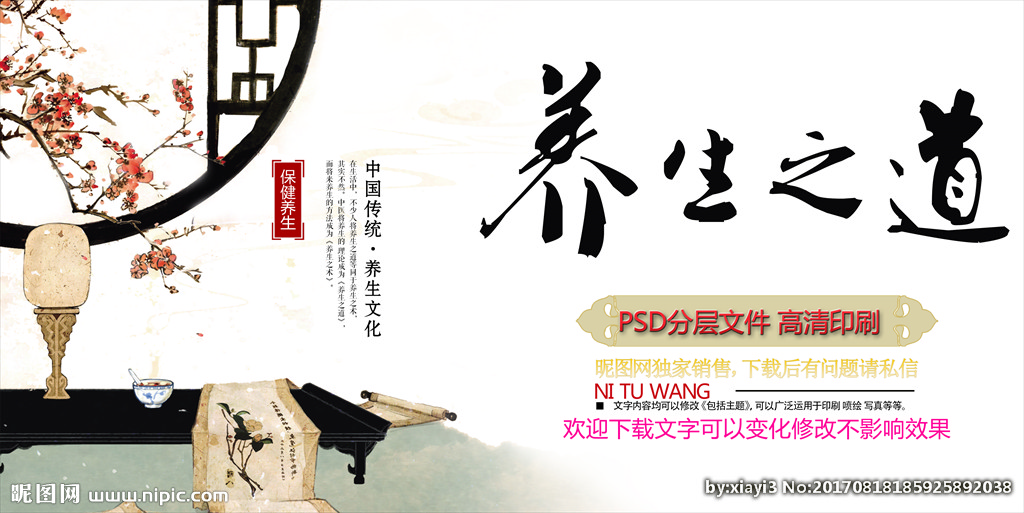 养生之道
保健养生
中国传统·养生文化
在生活中，不少人将养生之道等同于养生之术，
其实不然，中医将养生的理论成为《养生之道》，
而将来养生的方法成为《养生之术》。
PSD分层文件 高清印刷
昵图网独家销售，下载后有问题请私信
NI TU WANG
■ 文字内容均可以修改《包括主题》，可以广泛运用于印刷 喷绘 写真等等。
欢迎下载文字可以变化修改不影响效果
昵图网 www.nipic.com
by:xiayi3 No:20170818185925892038